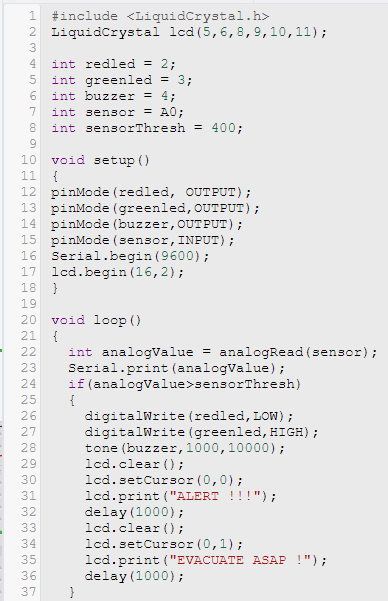 1 #include <LiquidCrystal.h>
2 LiquidCrystal lcd(5,6,8,9,10,11);
3
4 int redled = 2;
5 int greenled = 3;
6 int buzzer = 4;
7 int sensor = A0;
8 int sensorThresh = 400;
9
10 void setup()
11 {
12 pinMode(redled, OUTPUT);
13 pinMode(greenled,OUTPUT);
14 pinMode(buzzer,OUTPUT);
15 pinMode(sensor,INPUT);
16 Serial.begin(9600);
17 lcd.begin(16,2);
18 }
19
20 void loop()
21 {
22   int analogValue = analogRead(sensor);
23   Serial.print(analogValue);
24   if(analogValue>sensorThresh)
25   {
26     digitalWrite(redled,LOW);
27     digitalWrite(greenled,HIGH);
28     tone(buzzer,1000,10000);
29     lcd.clear();
30     lcd.setCursor(0,0);
31     lcd.print("ALERT !!!");
32     delay(1000);
33     lcd.clear();
34     lcd.setCursor(0,1);
35     lcd.print("EVACUATE ASAP !");
36     delay(1000);
37   }